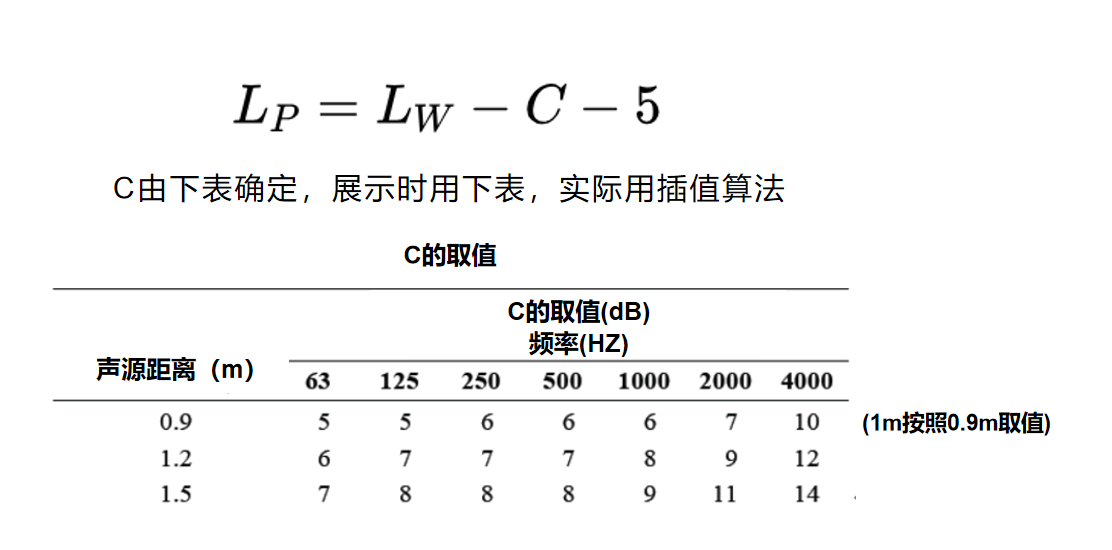 L_P = L_W − C − 5
C由下表确定，展示时用下表，实际用插值算法
C的取值
C的取值(dB)
频率(HZ)
声源距离（m）
63 125 250 500 1000 2000 4000
0.9 5 5 6 6 6 7 10 (1m按照0.9m取值)
1.2 6 7 7 7 8 9 12
1.5 7 8 8 8 9 11 14